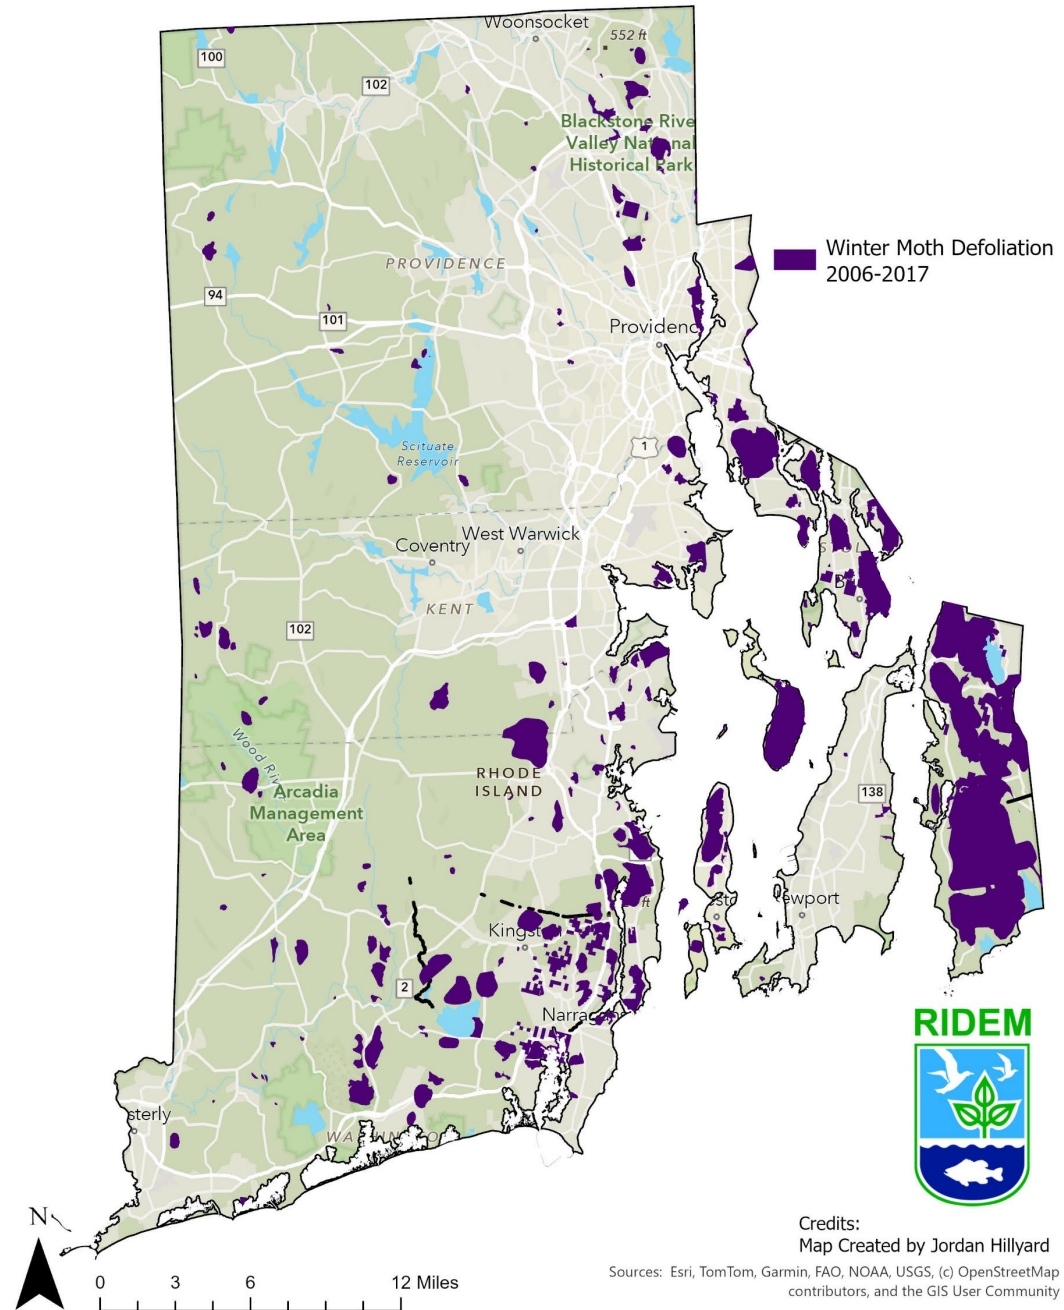 Woonsocket
552 ft
100
102
Blackstone Rive
Valley Nat nal
Historical Park
Winter Moth Defoliation
2006-2017
PROVIDENCE
94
101
Providenc
1
Scituate
Reservoir
West Warwick
Coventry
KENT
102
B
Wood Riv
RHODE
ISLAND
Arcadia
Management
Area
138
ft
ewport
Kingst n
2
Narragan
RIDEM
sterly
N
Credits:
Map Created by Jordan Hillyard
0 3 6 12 Miles
Sources: Esri, TomTom, Garmin, FAO, NOAA, USGS, (c) OpenStreetMap
contributors, and the GIS User Community